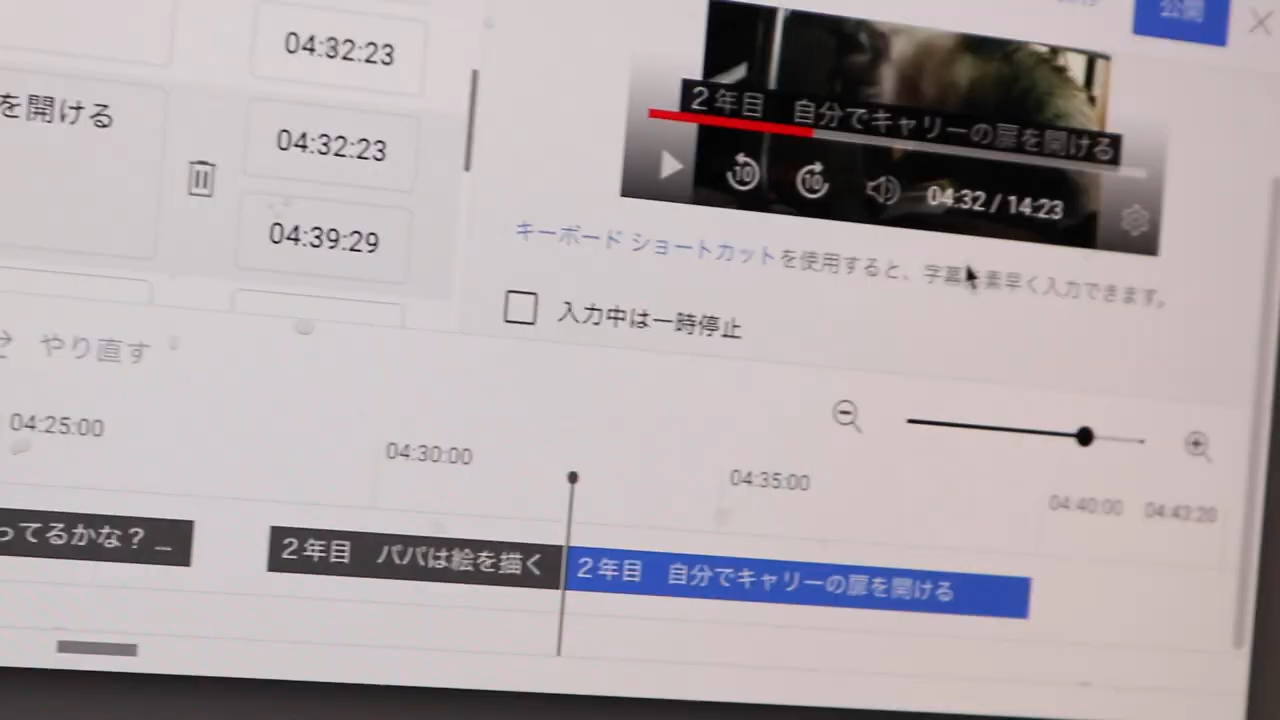 公開
04:32:23
を開ける
04:32:23
04:39:29
2年目　自分でキャリーの扉を開ける
10
10
04:32 / 14:23
キーボード ショートカットを使用すると、字幕を素早く入力できます。
入力中は一時停止
やり直す
04:25:00
04:30:00
04:35:00
04:40:00
04:43:20
ってるかな？...
2年目　パパは絵を描く
2年目　自分でキャリーの扉を開ける